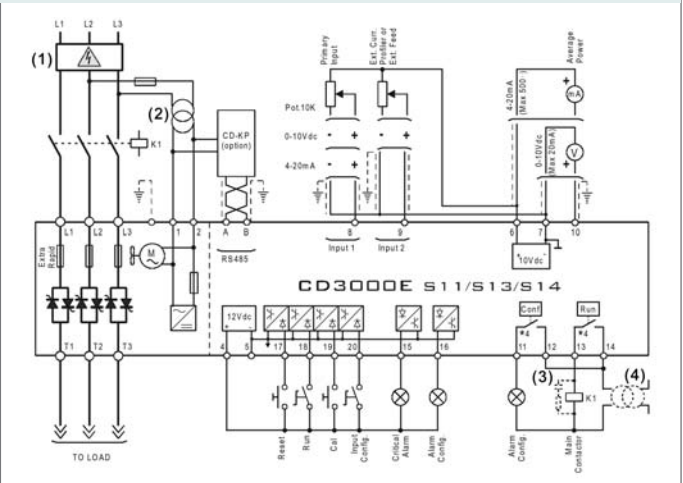 L1 L2 L3
(1)
(2)
K1
CD-KP
(option)
Primary
Input
Ext. Curr.
Profiler or
Ext. Feed
Pot.10K
0-10Vdc - + - +
4-20mA - +
4-20mA
(Max 500 )
Average
Power
+
mA
0-10Vdc
(Max 20mA)
+
V
L1 L2 L3 1 2 A B 8 9 6 7 10
RS485
Input 1
Input 2
Extra
Rapid
M
10Vdc
CD3000E S11/S13/S14
12Vdc
- +
Conf
*4
Run
*4
T1 T2 T3 4 5 17 18 19 20 15 16 11 12 13 14
(3)
K1
(4)
Reset
Run
Cal
Input
Config.
Critical
Alarm
Alarm
Config.
Alarm
Config.
Main
Contactor
TO LOAD